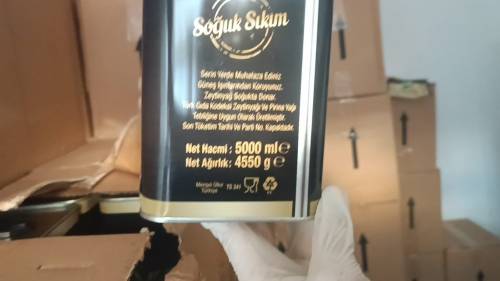 Soğuk Sıkım
Serin Yerde Muhafaza Ediniz
Güneş Işınlarından Koruyunuz.
Zeytinyağ Soğukta Donar.
Türk Gıda Kodeksi Zeytinyağı Ve Pirina Yağı
Tebliğine Uygun Olarak Üretilmiştir.
Son Tüketim Tarihi Ve Parti No. Kapaktadır.
Net Hacmi : 5000 ml ℮
Net Ağırlık : 4550 g ℮
Menşei Ülke
Türkiye